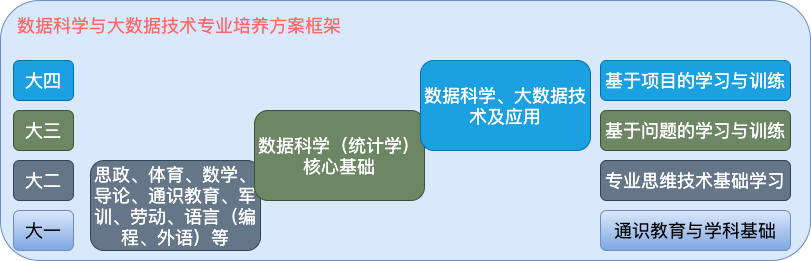 数据科学与大数据技术专业培养方案框架
大四
大三
大二
大一
思政、体育、数学、
导论、通识教育、军
训、劳动、语言（编
程、外语）等
数据科学（统计学）
核心基础
数据科学、大数据技
术及应用
基于项目的学习与训练
基于问题的学习与训练
专业思维技术基础学习
通识教育与学科基础